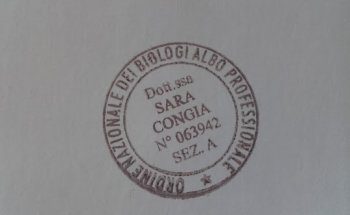 ORDINE NAZIONALE DEI BIOLOGI ALBO PROFESSIONALE
Dott.ssa
SARA
CONGIA
N° 063942
SEZ. A